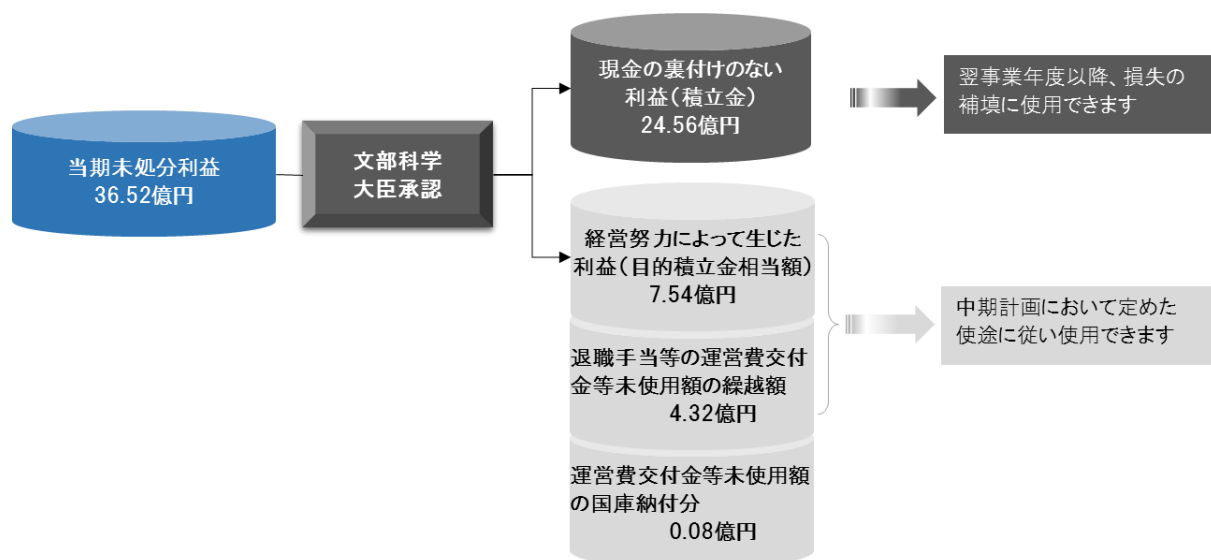 当期未処分利益
36.52億円
文部科学
大臣承認
現金の裏付けのない
利益（積立金）
24.56億円
翌事業年度以降、損失の
補填に使用できます
経営努力によって生じた
利益（目的積立金相当額）
7.54億円
退職手当等の運営費交付
金等未使用額の繰越額
4.32億円
中期計画において定めた
使途に従い使用できます
運営費交付金等未使用額
の国庫納付分
0.08億円